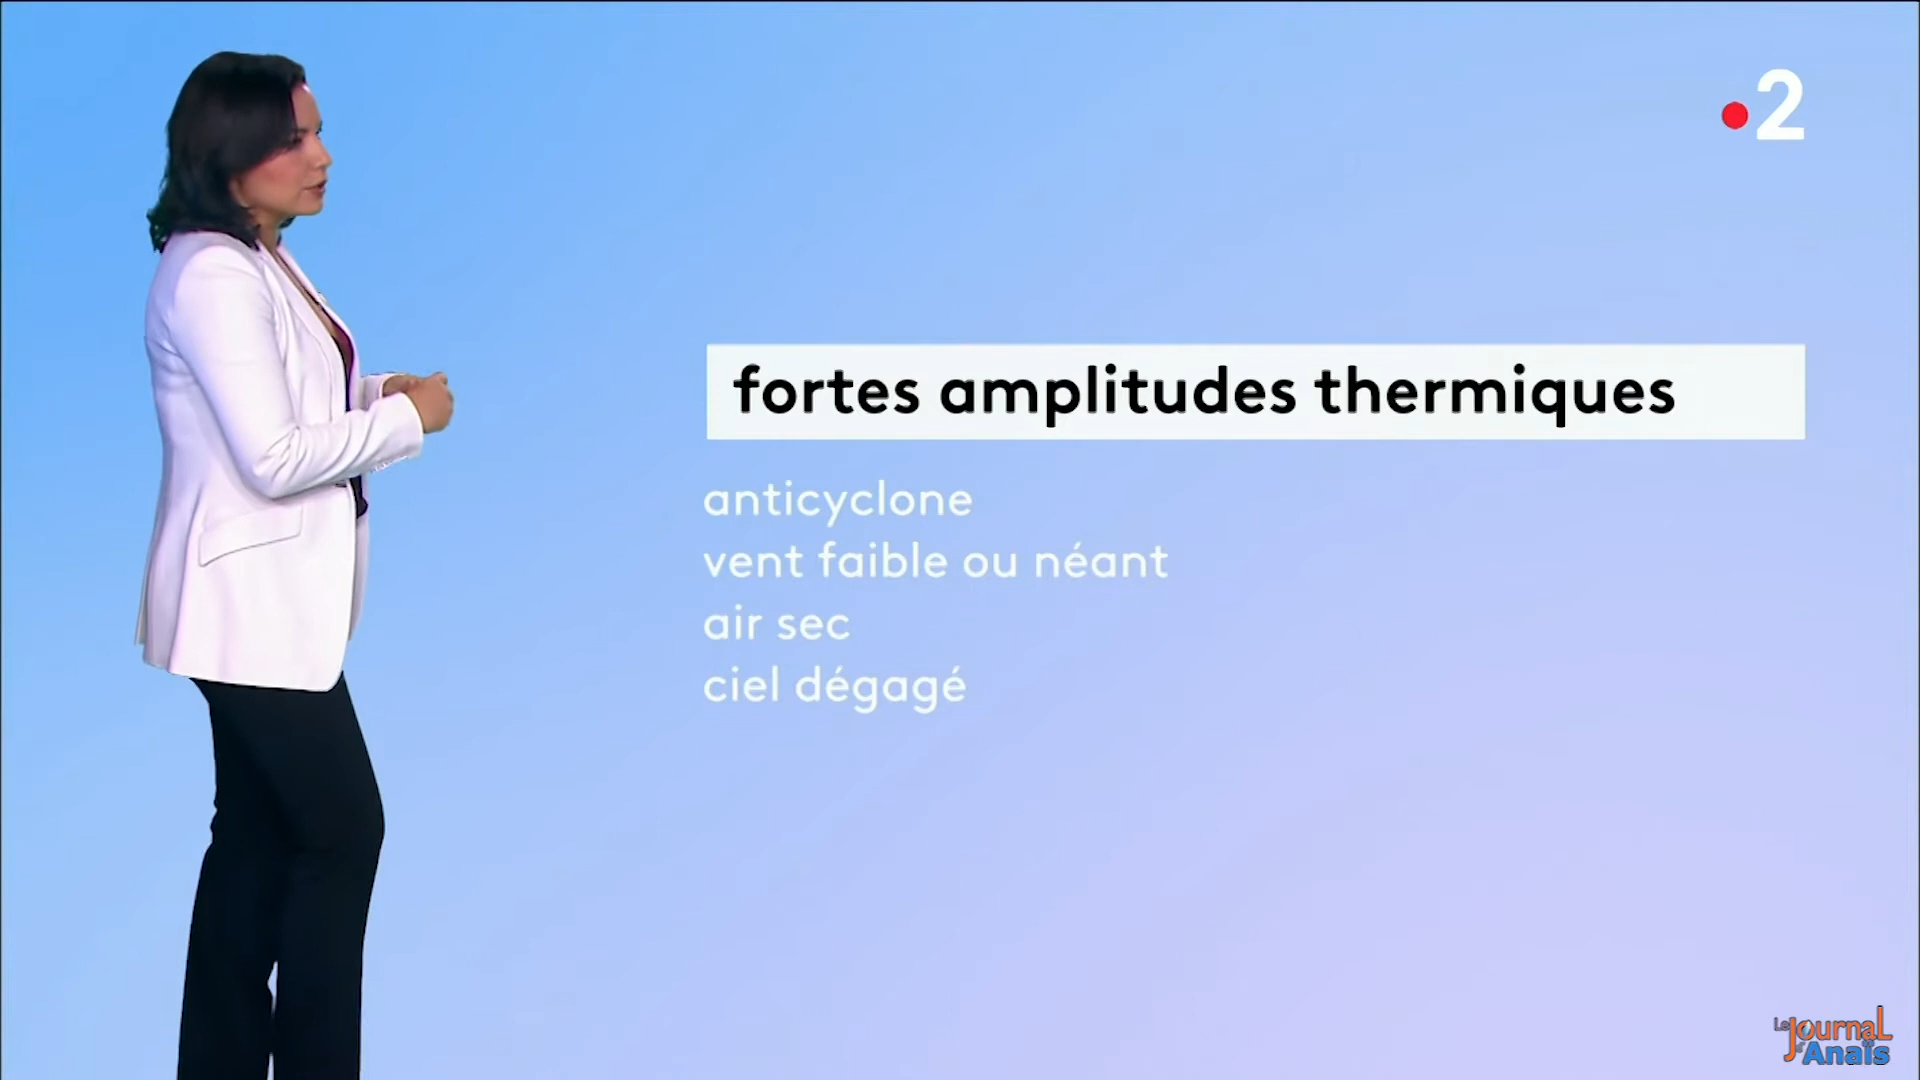 2
fortes amplitudes thermiques
anticyclone
vent faible ou néant
air sec
ciel dégagé
Le Journal
d'Anaïs